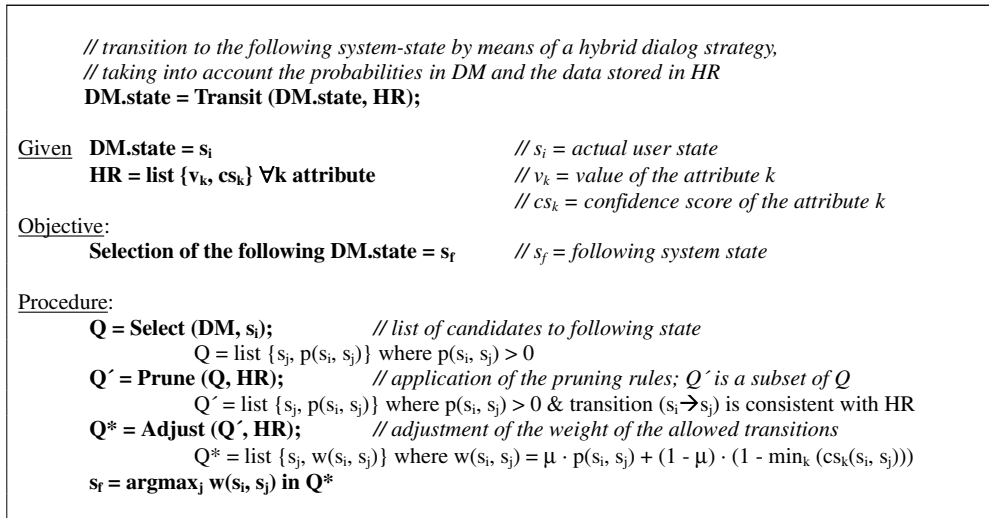 // transition to the following system-state by means of a hybrid dialog strategy,
// taking into account the probabilities in DM and the data stored in HR
DM.state = Transit (DM.state, HR);
Given DM.state = sᵢ // sᵢ = actual user state
HR = list {vₖ, csₖ} ∀k attribute // vₖ = value of the attribute k
// csₖ = confidence score of the attribute k
Objective:
Selection of the following DM.state = s_f // s_f = following system state
Procedure:
Q = Select (DM, sᵢ); // list of candidates to following state
Q = list {sⱼ, p(sᵢ, sⱼ)} where p(sᵢ, sⱼ) > 0
Q´ = Prune (Q, HR); // application of the pruning rules; Q´ is a subset of Q
Q´ = list {sⱼ, p(sᵢ, sⱼ)} where p(sᵢ, sⱼ) > 0 & transition (sᵢ→sⱼ) is consistent with HR
Q* = Adjust (Q´, HR); // adjustment of the weight of the allowed transitions
Q* = list {sⱼ, w(sᵢ, sⱼ)} where w(sᵢ, sⱼ) = μ · p(sᵢ, sⱼ) + (1 - μ) · (1 - minₖ (csₖ(sᵢ, sⱼ)))
s_f = argmaxⱼ w(sᵢ, sⱼ) in Q*